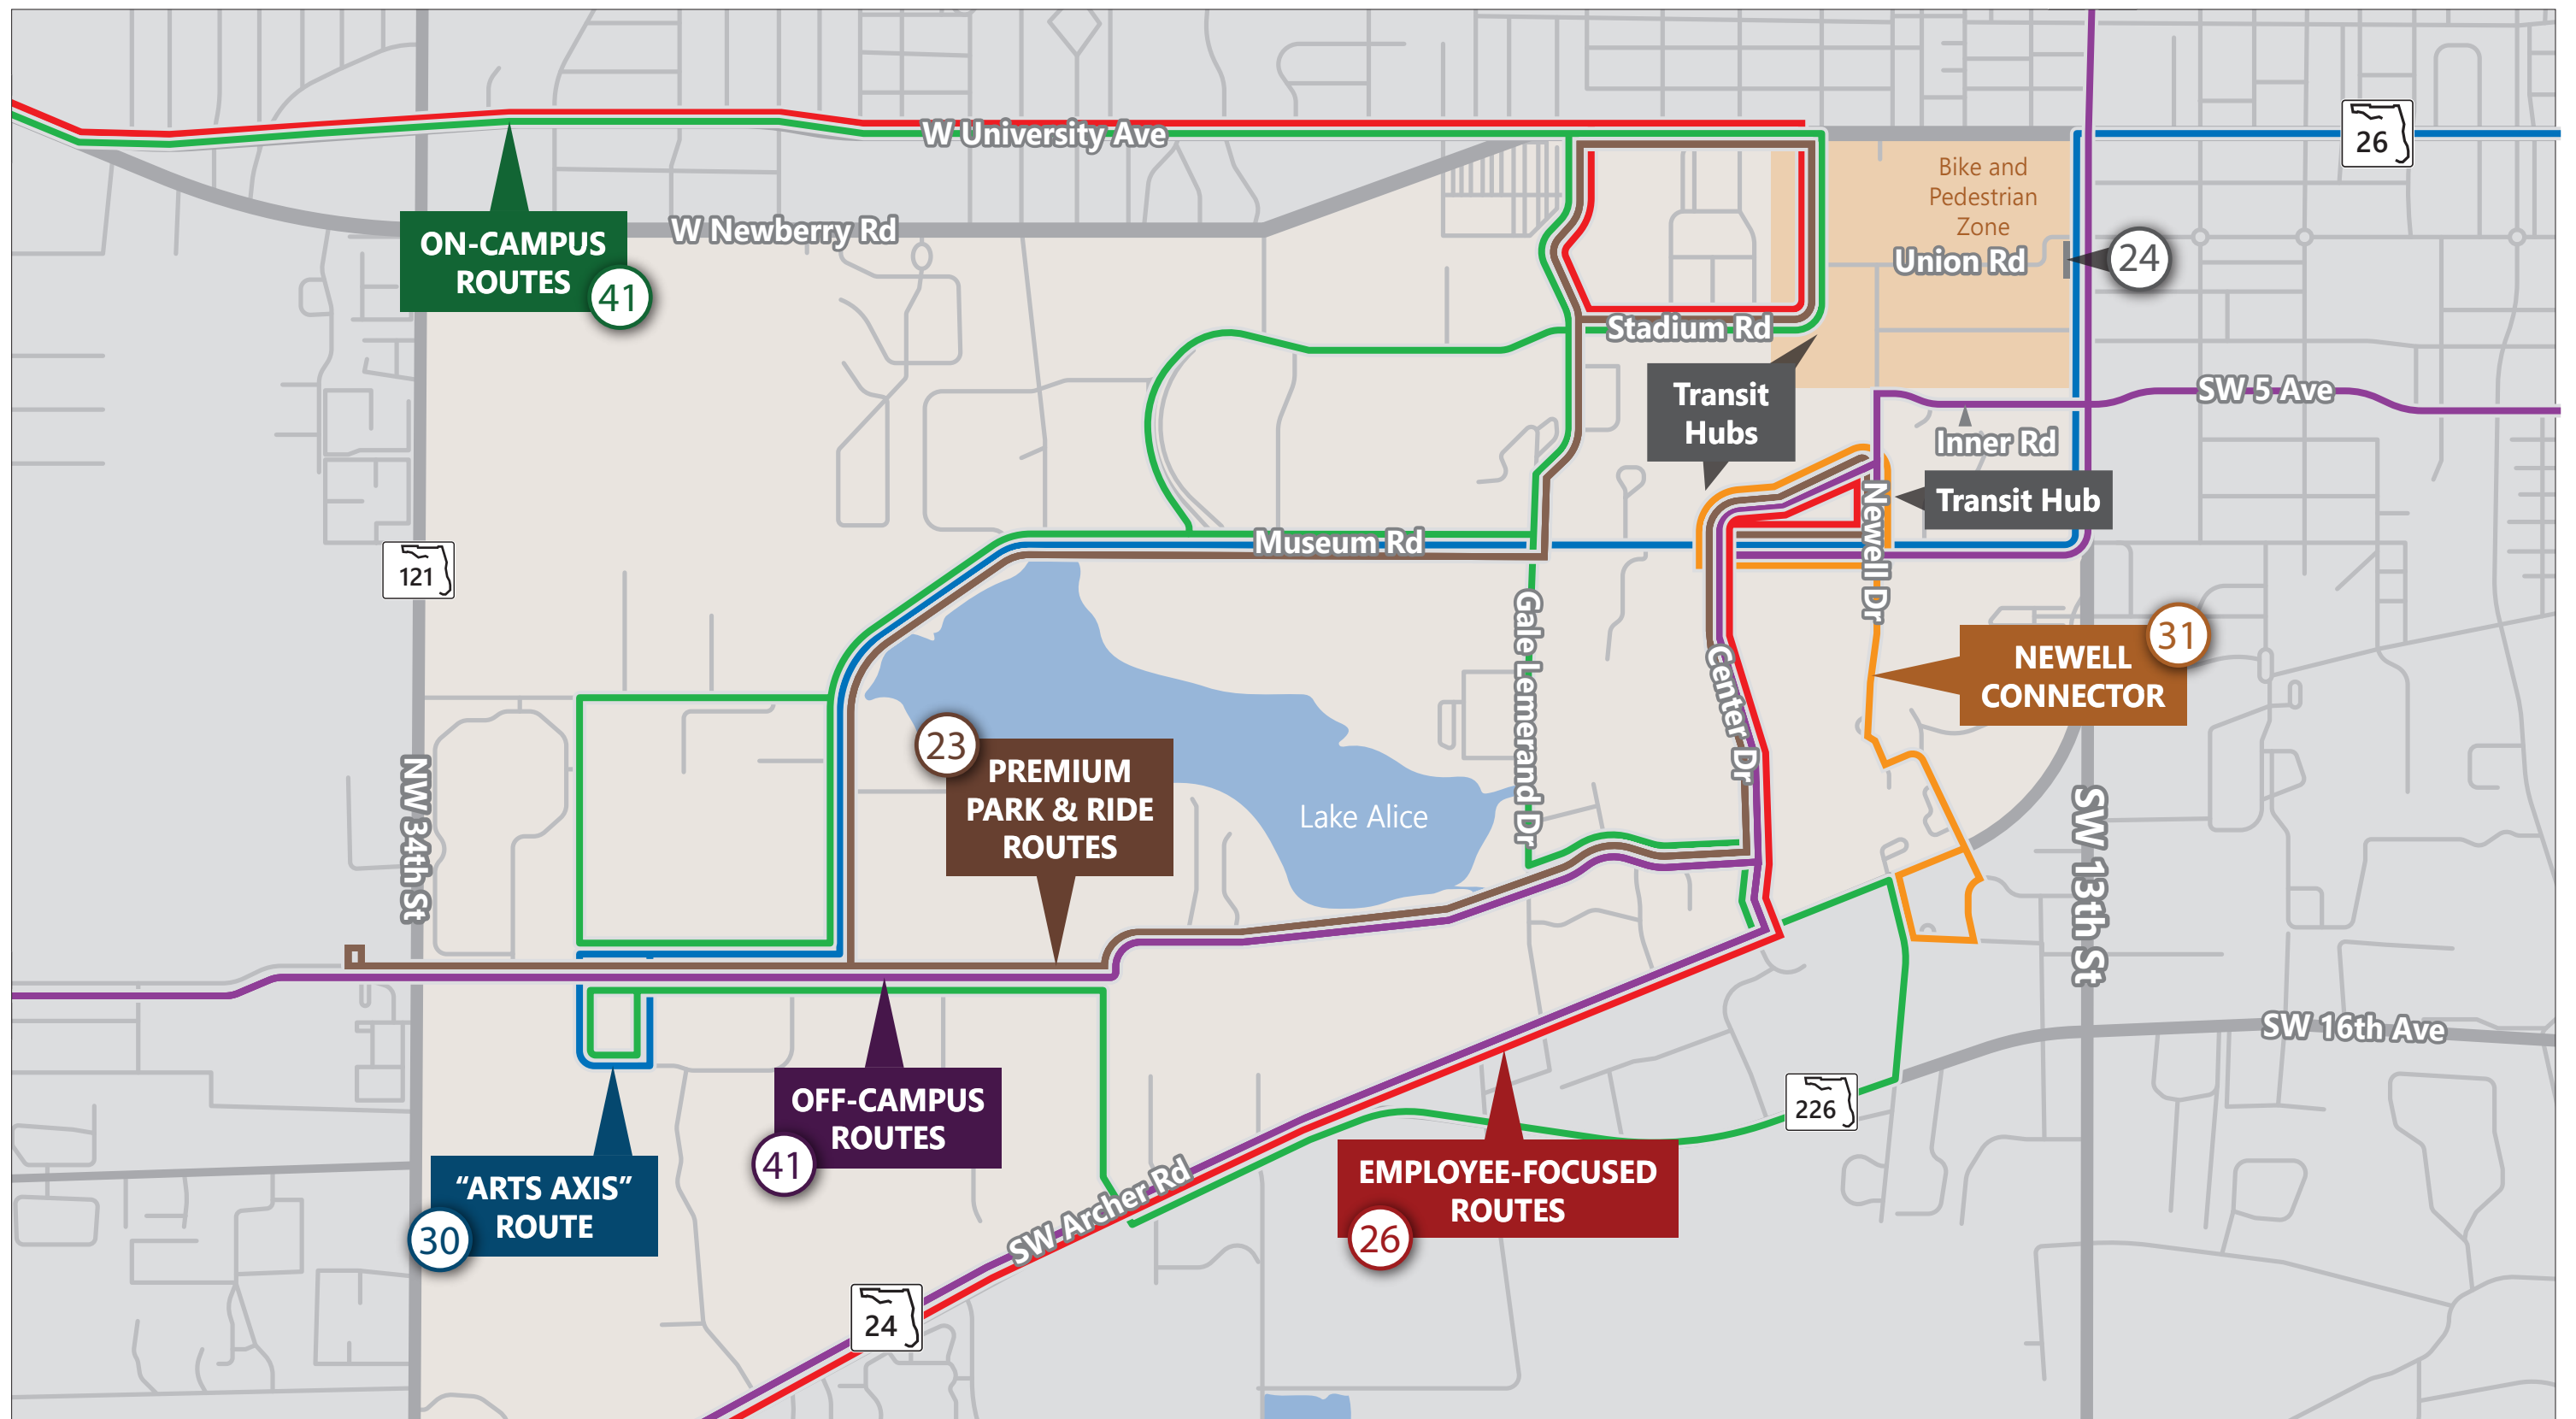 W University Ave
26
Bike and
Pedestrian
Zone
W Newberry Rd
ON-CAMPUS
ROUTES
41
Union Rd
24
Stadium Rd
Transit
Hubs
SW 5 Ave
Inner Rd
Transit Hub
Newell Dr
Museum Rd
121
Gale Lemerand Dr
Center Dr
31
NEWELL
CONNECTOR
23
PREMIUM
PARK & RIDE
ROUTES
Lake Alice
NW 34th St
SW 13th St
SW 16th Ave
OFF-CAMPUS
ROUTES
41
226
"ARTS AXIS"
ROUTE
30
SW Archer Rd
EMPLOYEE-FOCUSED
ROUTES
26
24